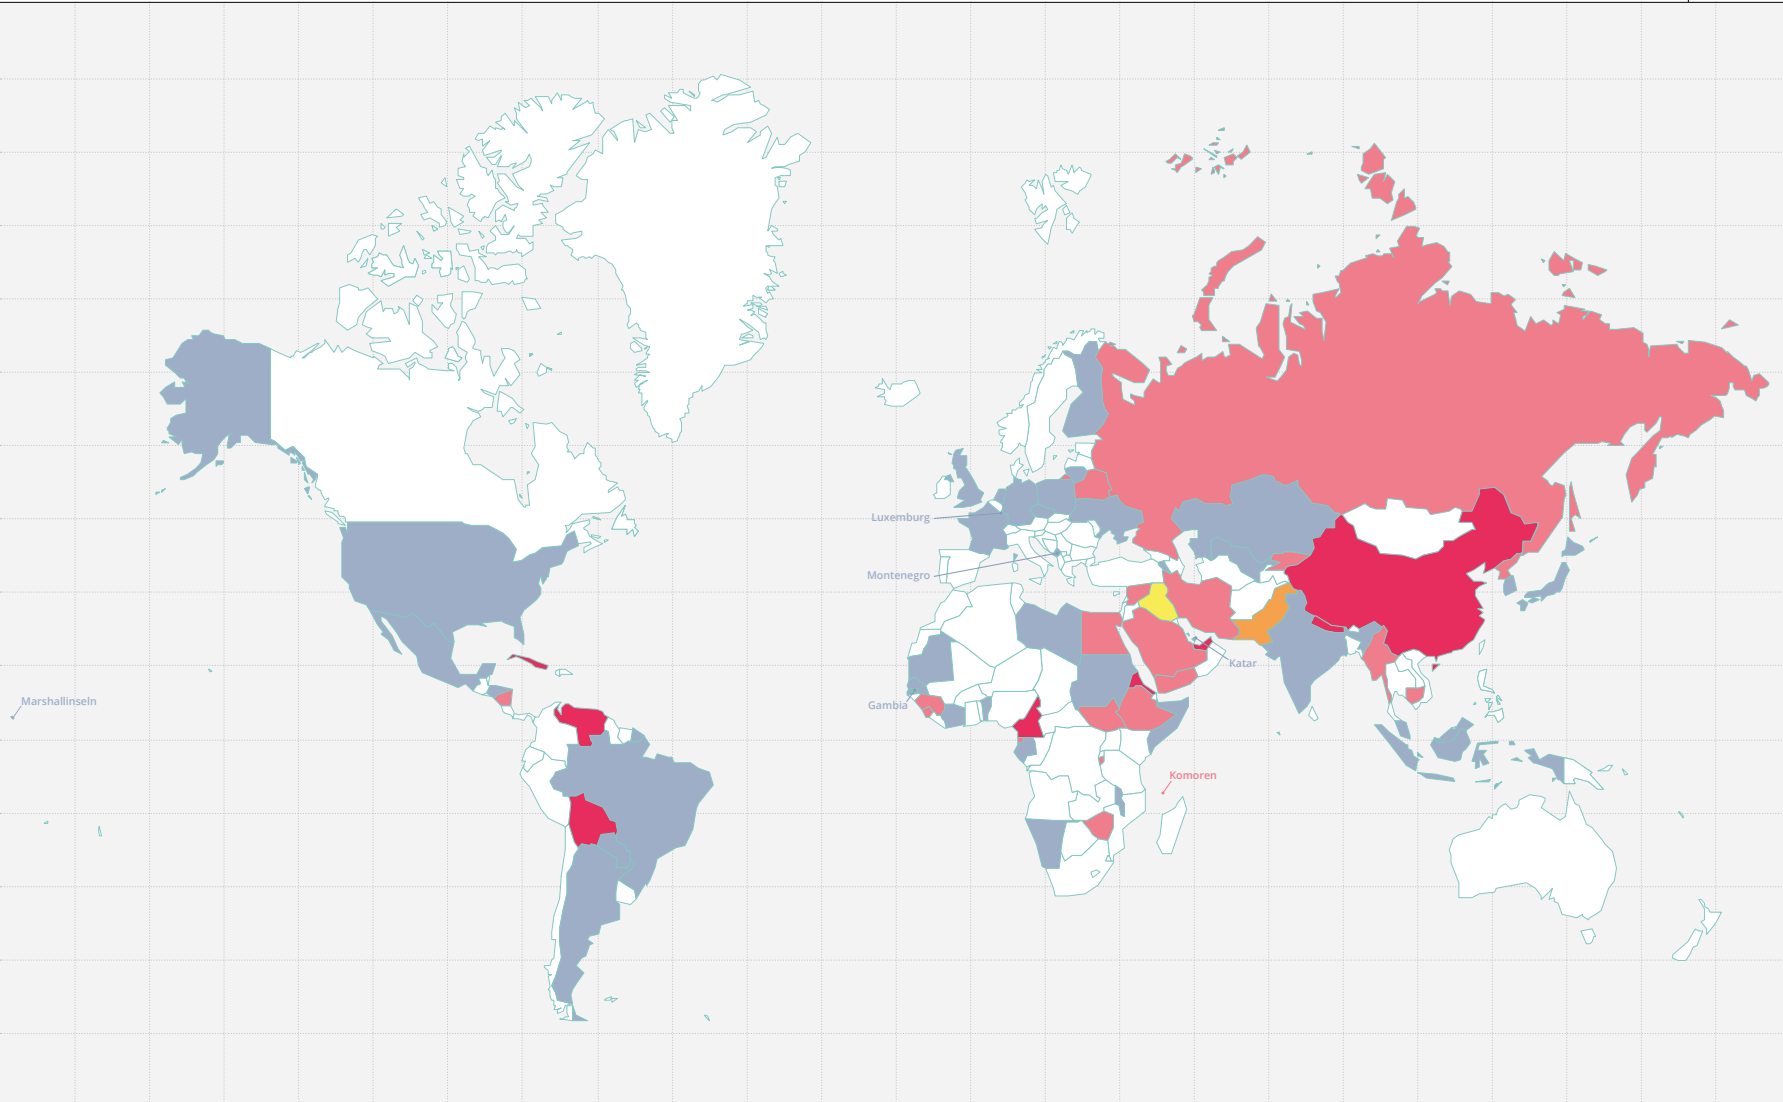 Luxemburg
Montenegro
Katar
Marshallinseln
Gambia
Komoren